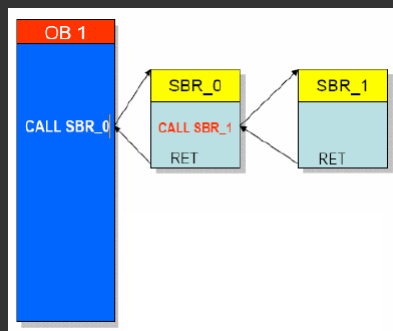 OB 1
CALL SBR_0
SBR_0
CALL SBR_1
RET
SBR_1
RET